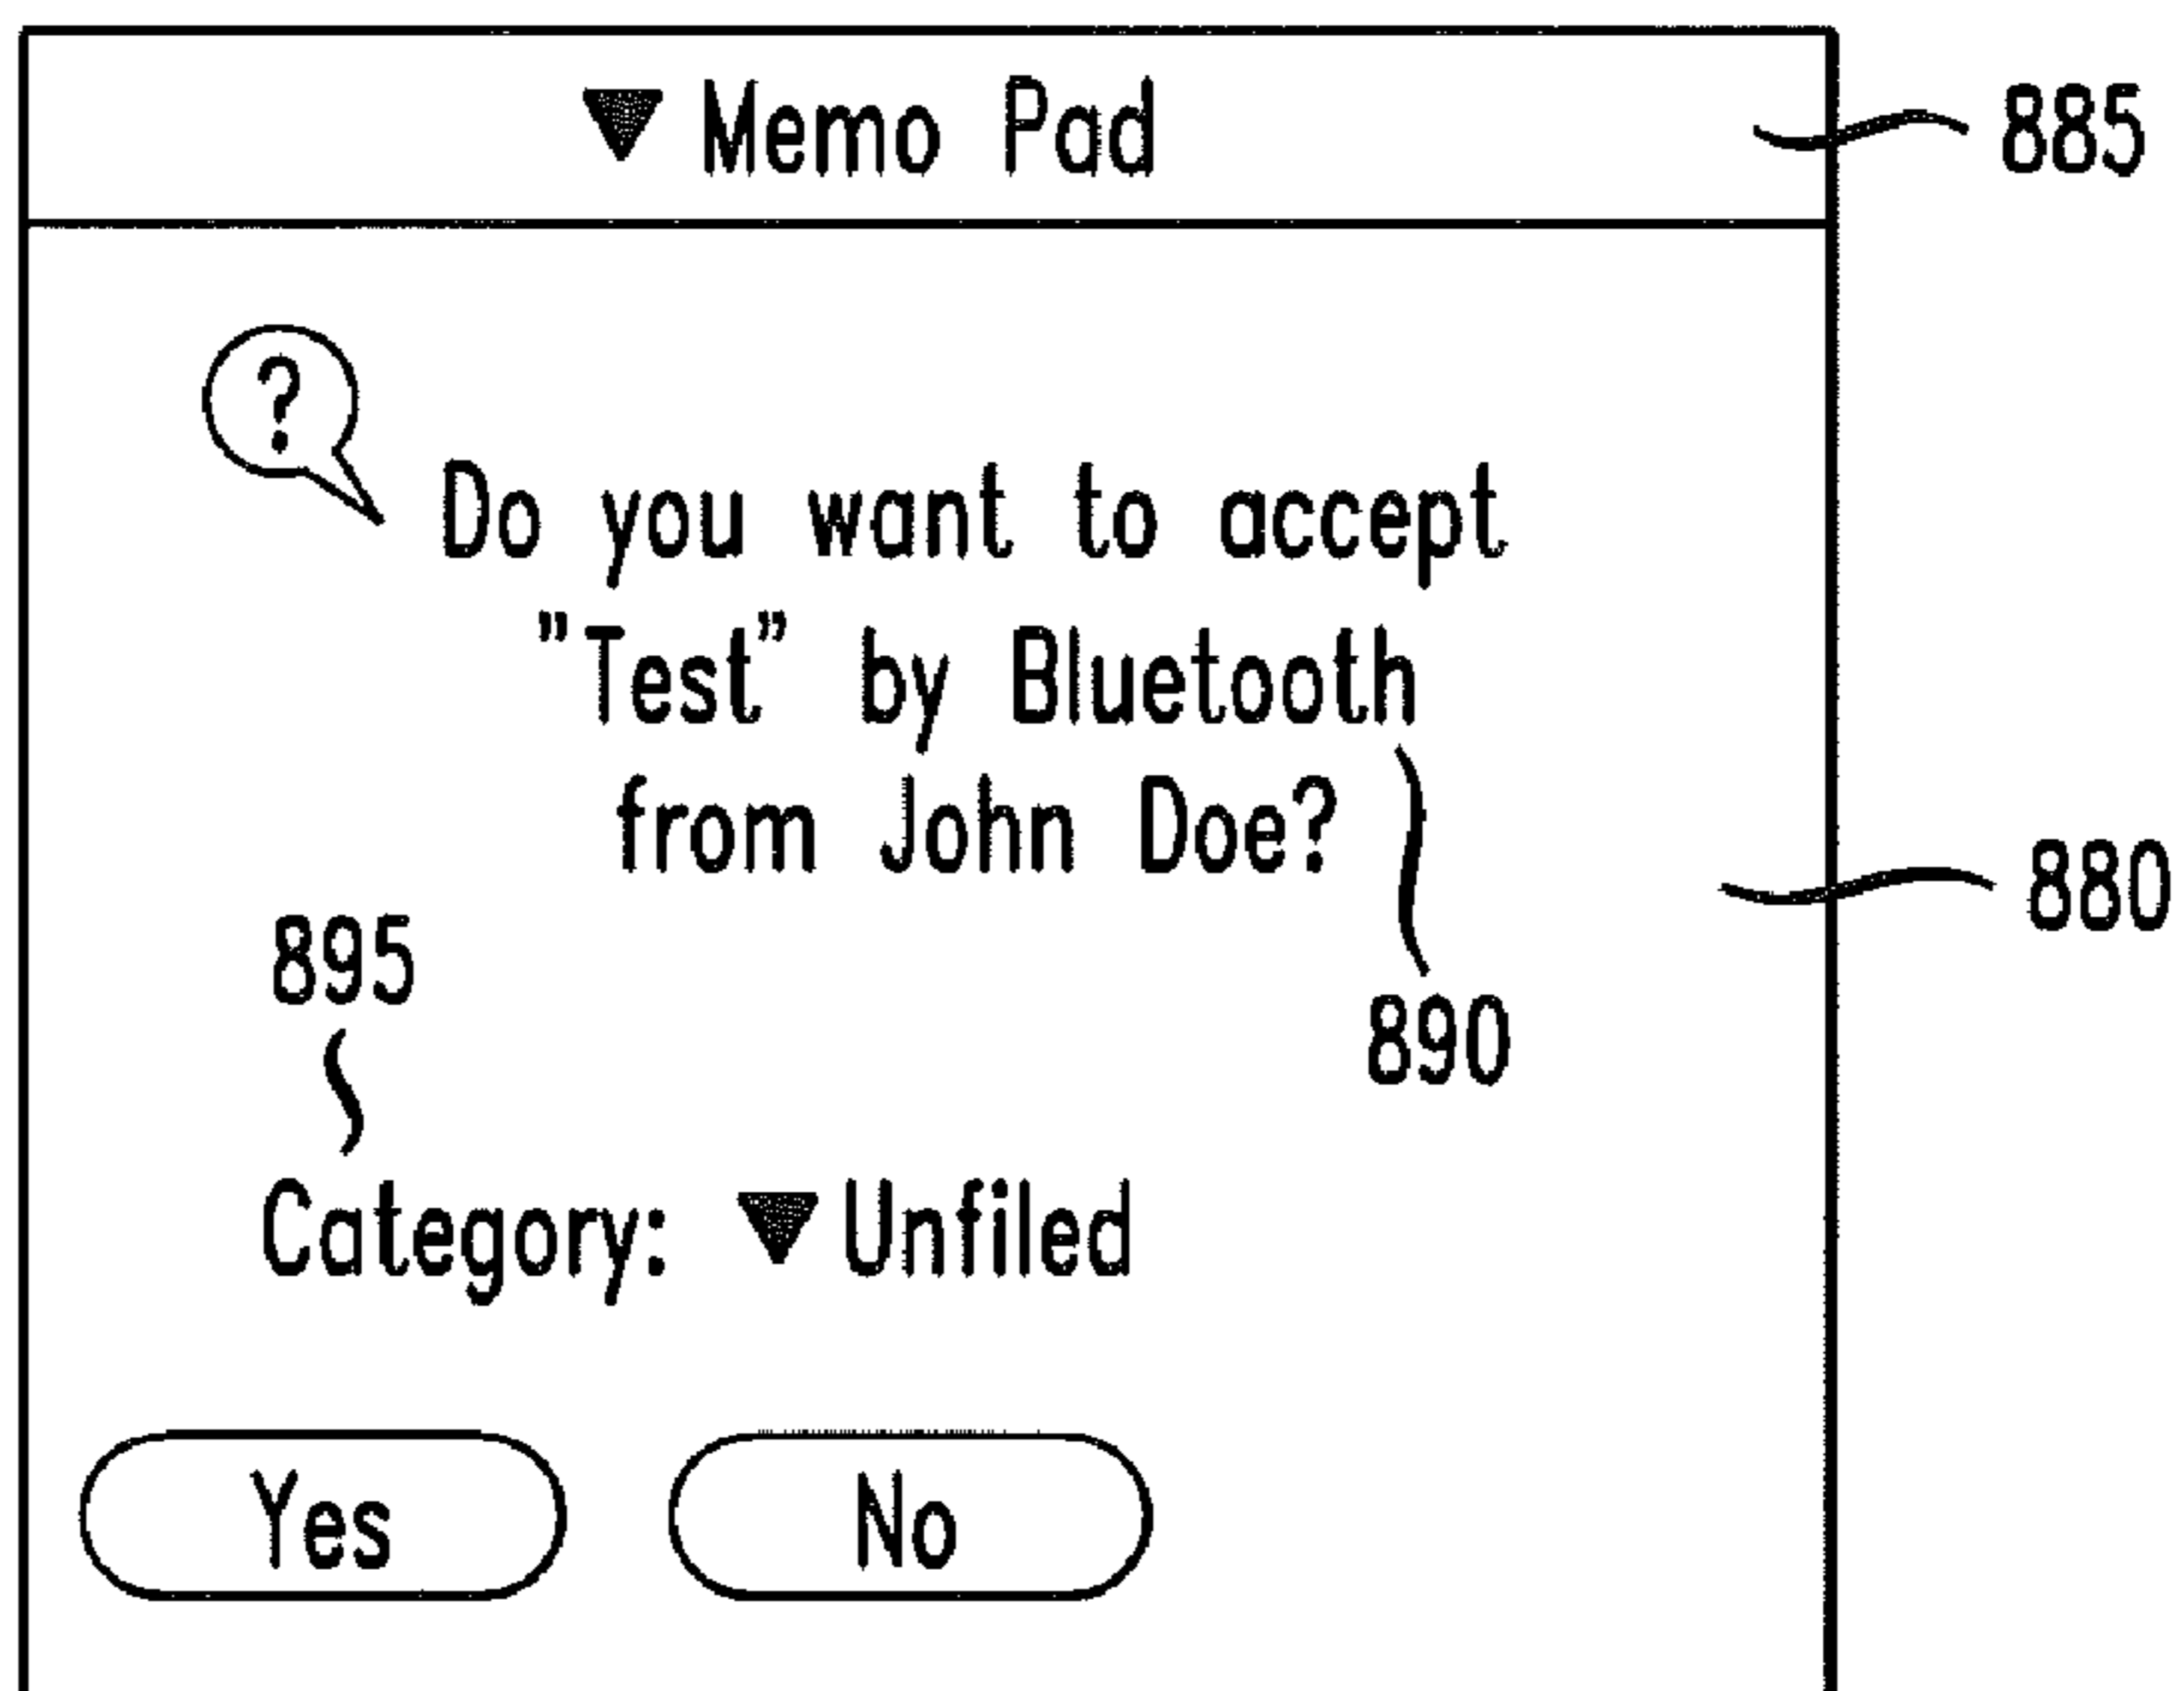 ▼ Memo Pad
885
?
Do you want to accept
"Test" by Bluetooth
from John Doe?
880
895
890
Category: ▼ Unfiled
Yes No